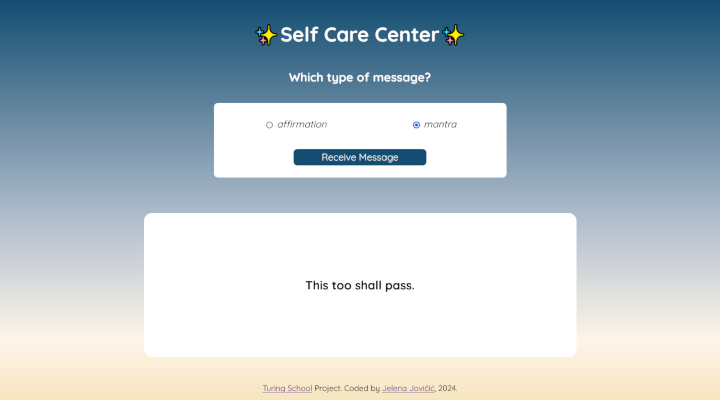 Self Care Center
Which type of message?
affirmation mantra
Receive Message
This too shall pass.
Turing School Project. Coded by Jelena Jovičić, 2024.